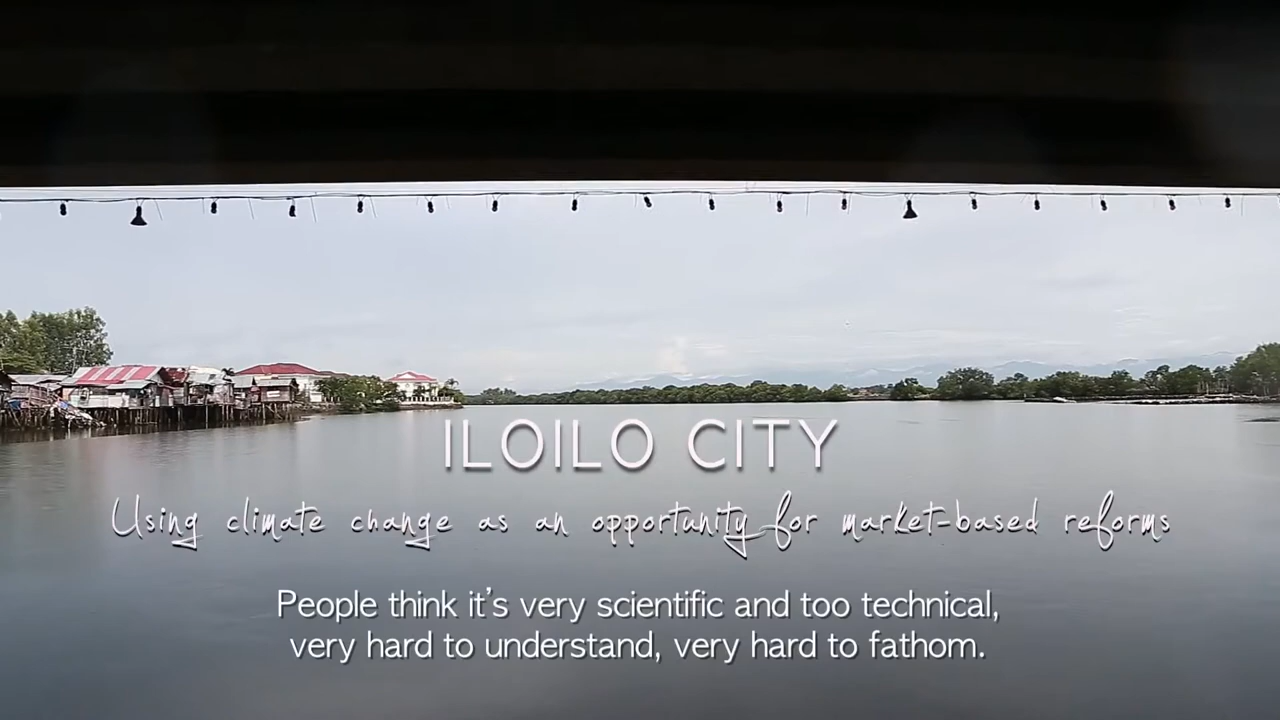 ILOILO CITY
Using climate change as an opportunity for market-based reforms
People think it's very scientific and too technical,
very hard to understand, very hard to fathom.